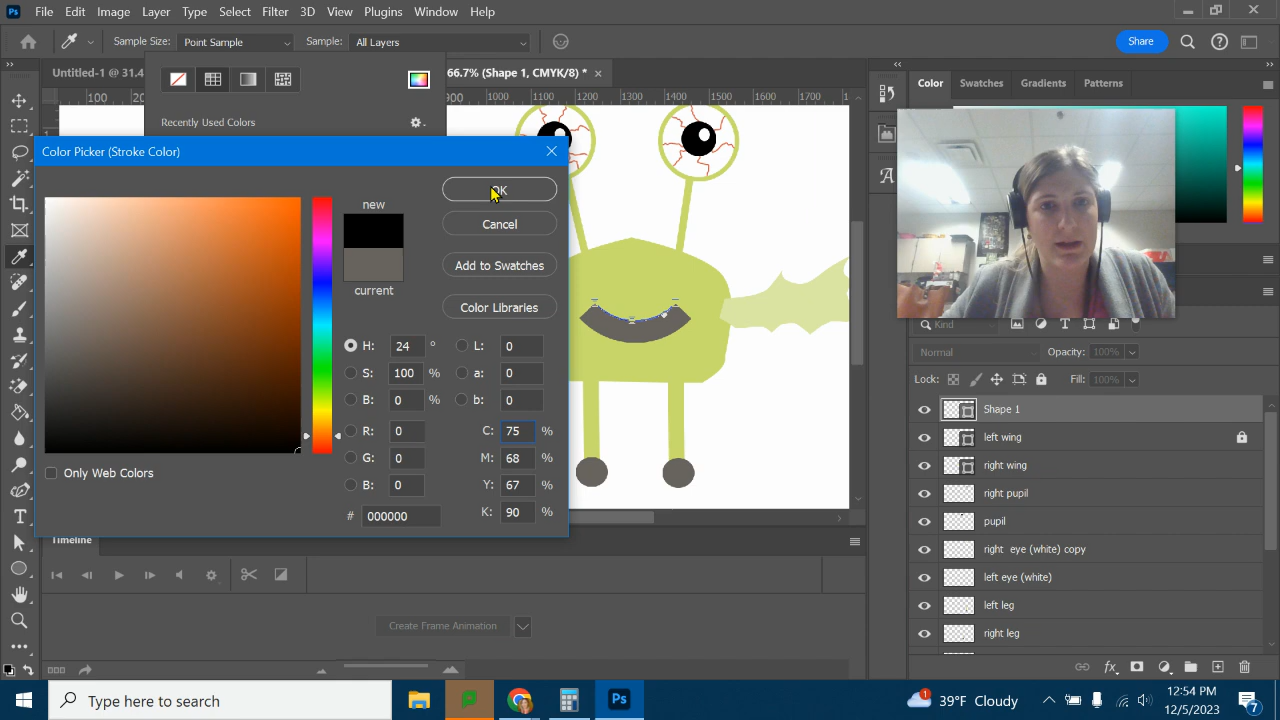 Ps File Edit Image Layer Type Select Filter 3D View Plugins Window Help
Sample Size: Point Sample Sample: All Layers Share
Untitled-1 @ 31.4 66.7% (Shape 1, CMYK/8) * ×
Color Swatches Gradients Patterns
100 200 900 1000 1100 1200 1300 1400 1500 1600 1700
Recently Used Colors
Color Picker (Stroke Color)
OK
new
Cancel
Add to Swatches
current
Color Libraries
H: 24 ° L: 0
S: 100 % a: 0
B: 0 % b: 0
R: 0 C: 75 %
G: 0 M: 68 %
B: 0 Y: 67 %
# 000000 K: 90 %
Only Web Colors
Kind
Normal Opacity: 100%
Lock: Fill: 100%
Shape 1
left wing
right wing
right pupil
pupil
right eye (white) copy
left eye (white)
left leg
right leg
Timeline
Create Frame Animation
Type here to search
Ps
1
39°F Cloudy
12:54 PM
12/5/2023
7